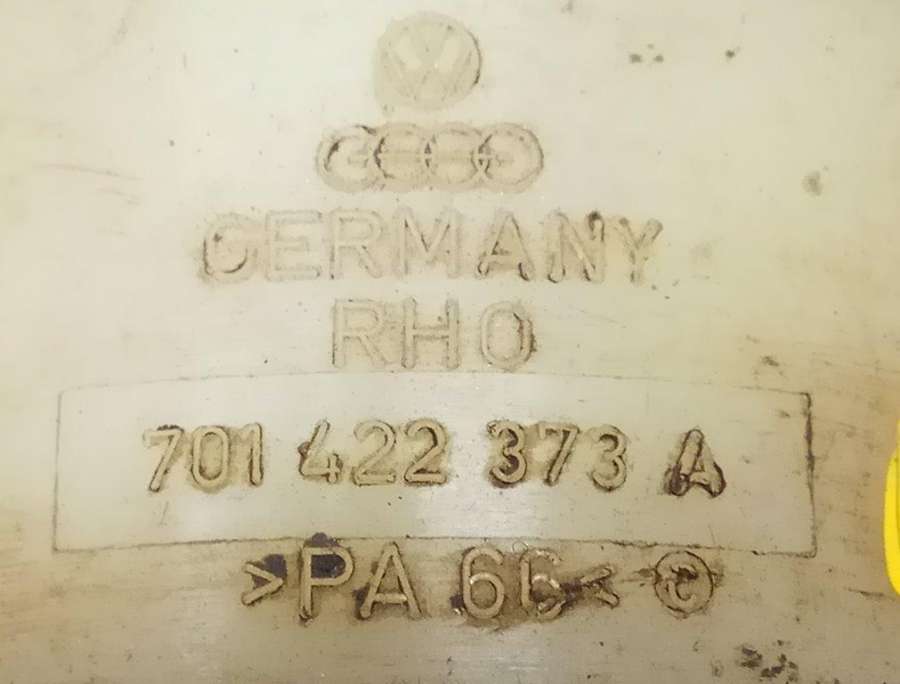 GERMANY
RHO
701 422 373 A
>PA 66< ©